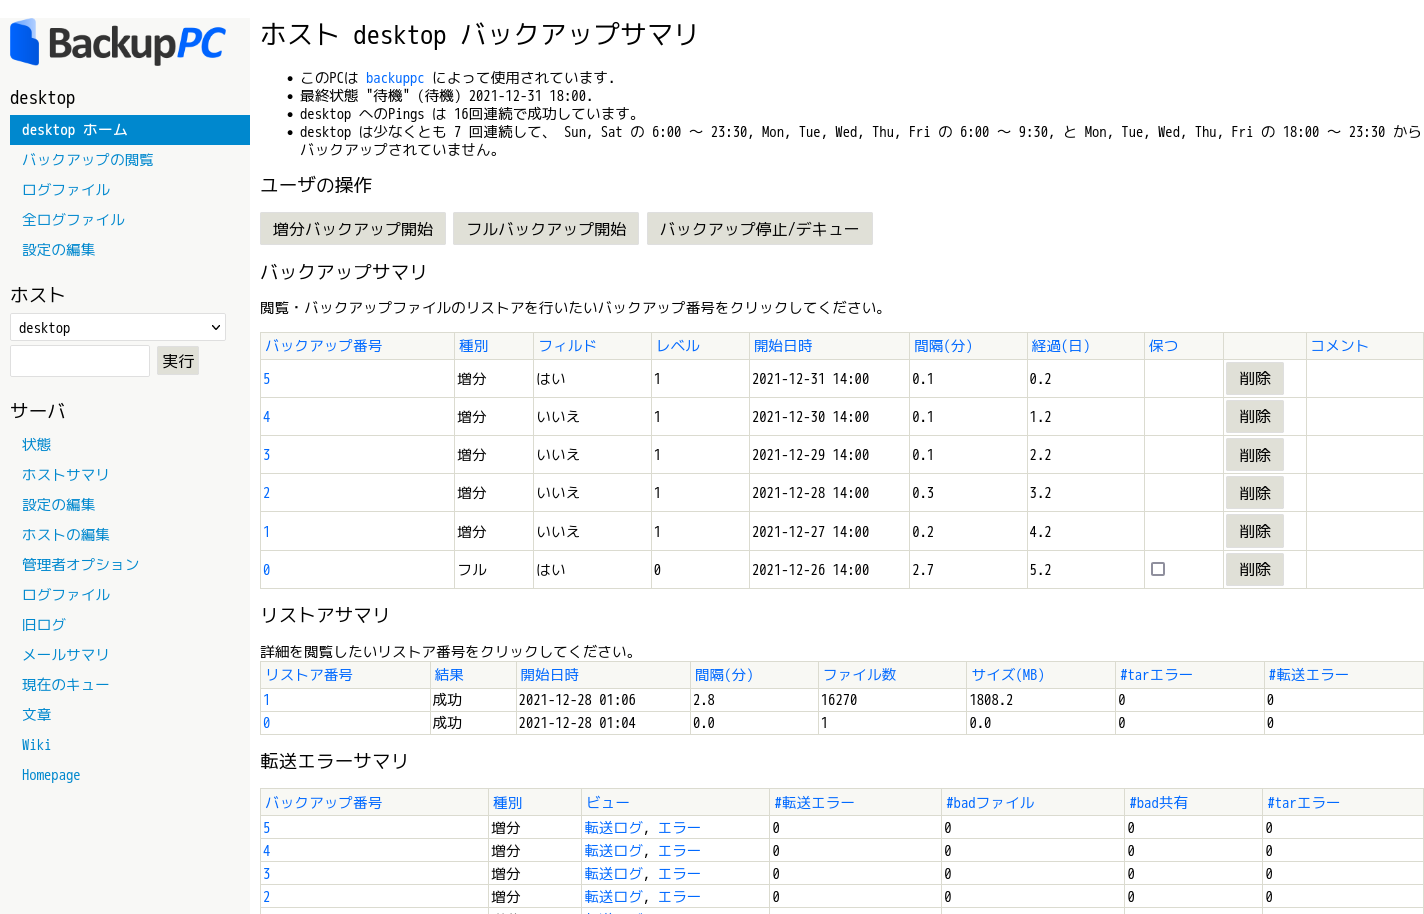 BackupPC
desktop
desktop ホーム
バックアップの閲覧
ログファイル
全ログファイル
設定の編集
ホスト
desktop
実行
サーバ
状態
ホストサマリ
設定の編集
ホストの編集
管理者オプション
ログファイル
旧ログ
メールサマリ
現在のキュー
文章
Wiki
Homepage
ホスト desktop バックアップサマリ
このPCは backuppc によって使用されています.
最終状態 "待機" (待機) 2021-12-31 18:00.
desktop へのPings は 16回連続で成功しています。
desktop は少なくとも 7 回連続して、 Sun, Sat の 6:00 〜 23:30, Mon, Tue, Wed, Thu, Fri の 6:00 〜 9:30, と Mon, Tue, Wed, Thu, Fri の 18:00 〜 23:30 から
バックアップされていません。
ユーザの操作
増分バックアップ開始 フルバックアップ開始 バックアップ停止/デキュー
バックアップサマリ
閲覧・バックアップファイルのリストアを行いたいバックアップ番号をクリックしてください。
バックアップ番号 種別 フィルド レベル 開始日時 間隔(分) 経過(日) 保つ コメント
5 増分 はい 1 2021-12-31 14:00 0.1 0.2 削除
4 増分 いいえ 1 2021-12-30 14:00 0.1 1.2 削除
3 増分 いいえ 1 2021-12-29 14:00 0.1 2.2 削除
2 増分 いいえ 1 2021-12-28 14:00 0.3 3.2 削除
1 増分 いいえ 1 2021-12-27 14:00 0.2 4.2 削除
0 フル はい 0 2021-12-26 14:00 2.7 5.2 削除
リストアサマリ
詳細を閲覧したいリストア番号をクリックしてください。
リストア番号 結果 開始日時 間隔(分) ファイル数 サイズ(MB) #tarエラー #転送エラー
1 成功 2021-12-28 01:06 2.8 16270 1808.2 0 0
0 成功 2021-12-28 01:04 0.0 1 0.0 0 0
転送エラーサマリ
バックアップ番号 種別 ビュー #転送エラー #badファイル #bad共有 #tarエラー
5 増分 転送ログ, エラー 0 0 0 0
4 増分 転送ログ, エラー 0 0 0 0
3 増分 転送ログ, エラー 0 0 0 0
2 増分 転送ログ, エラー 0 0 0 0